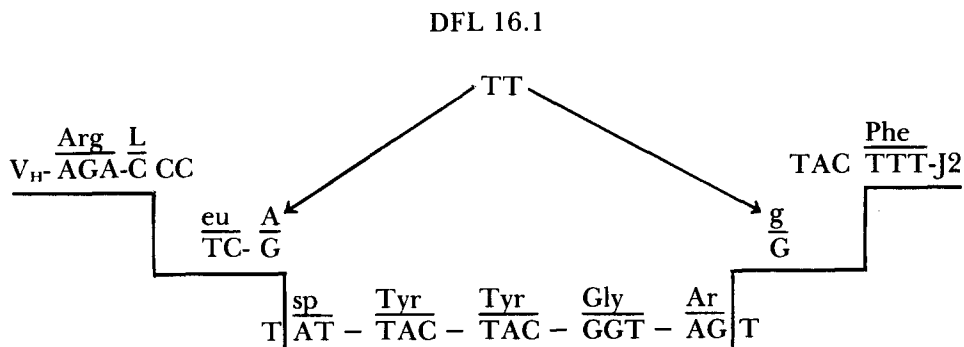 DFL 16.1
TT
Arg L Phe
V_H- AGA-C CC TAC TTT-J2
eu A g
TC- G G
sp Tyr Tyr Gly Ar
T AT – TAC – TAC – GGT – AG T